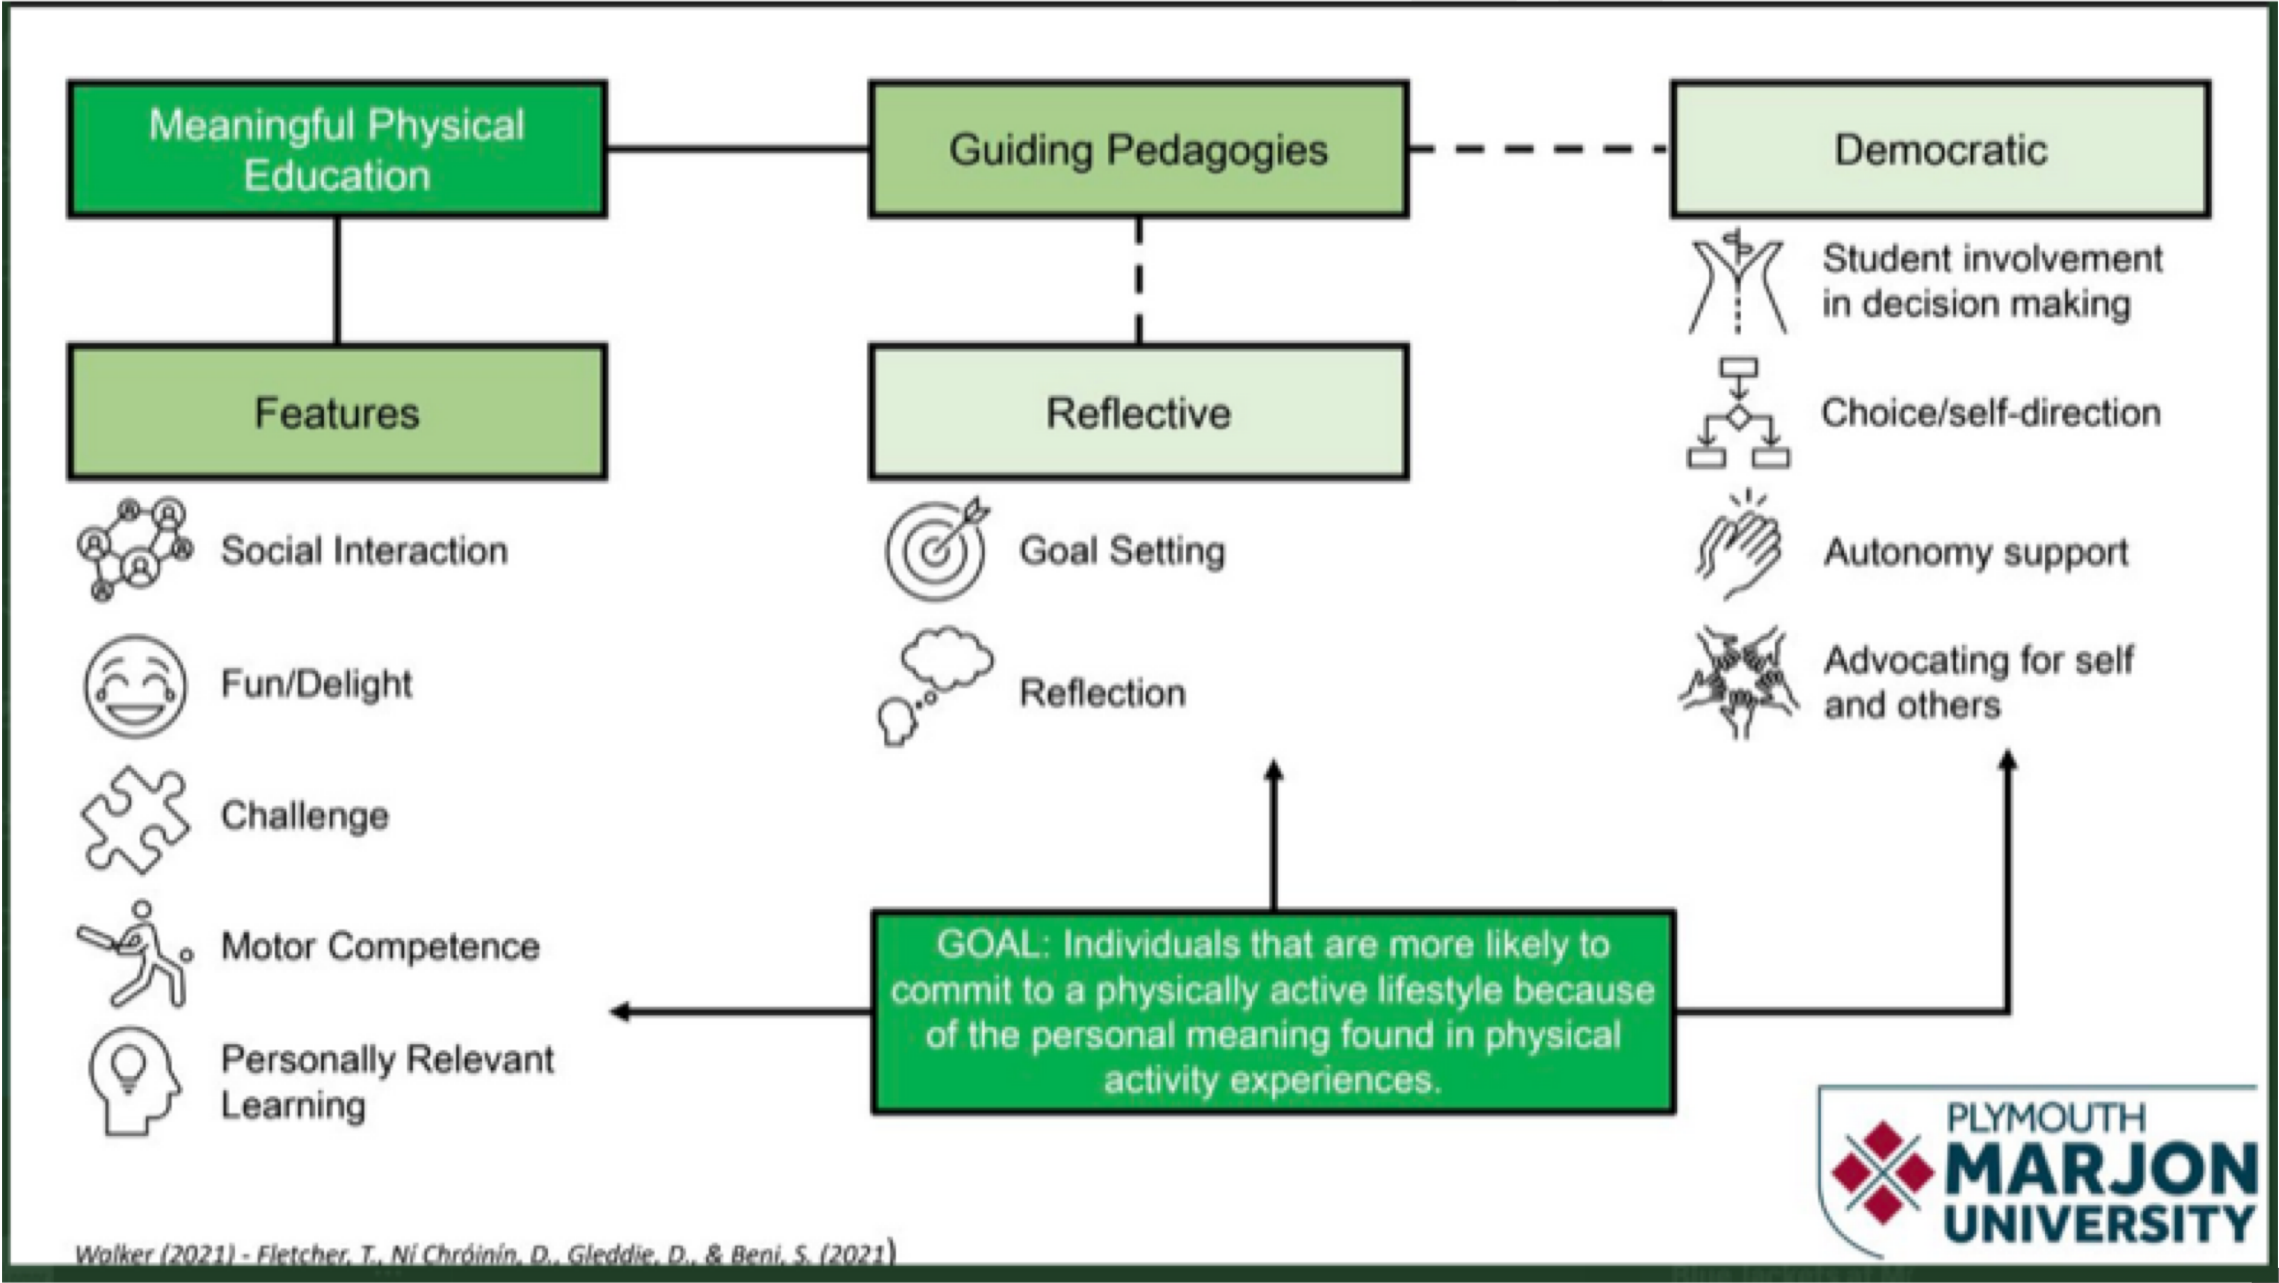 Meaningful Physical
Education
Guiding Pedagogies
Democratic
Student involvement
in decision making
Choice/self-direction
Autonomy support
Advocating for self
and others
Features
Social Interaction
Fun/Delight
Challenge
Motor Competence
Personally Relevant
Learning
Reflective
Goal Setting
Reflection
GOAL: Individuals that are more likely to
commit to a physically active lifestyle because
of the personal meaning found in physical
activity experiences.
PLYMOUTH
MARJON
UNIVERSITY
Walker (2021) - Fletcher, T., Ní Chróinín, D., Gleddie, D., & Beni, S. (2021)